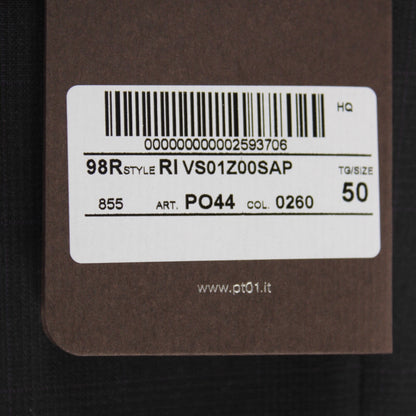 HQ
000000000002593706
98R STYLE RI VS01Z00SAP TG/SIZE
855 ART. PO44 COL. 0260 50
www.pt01.it